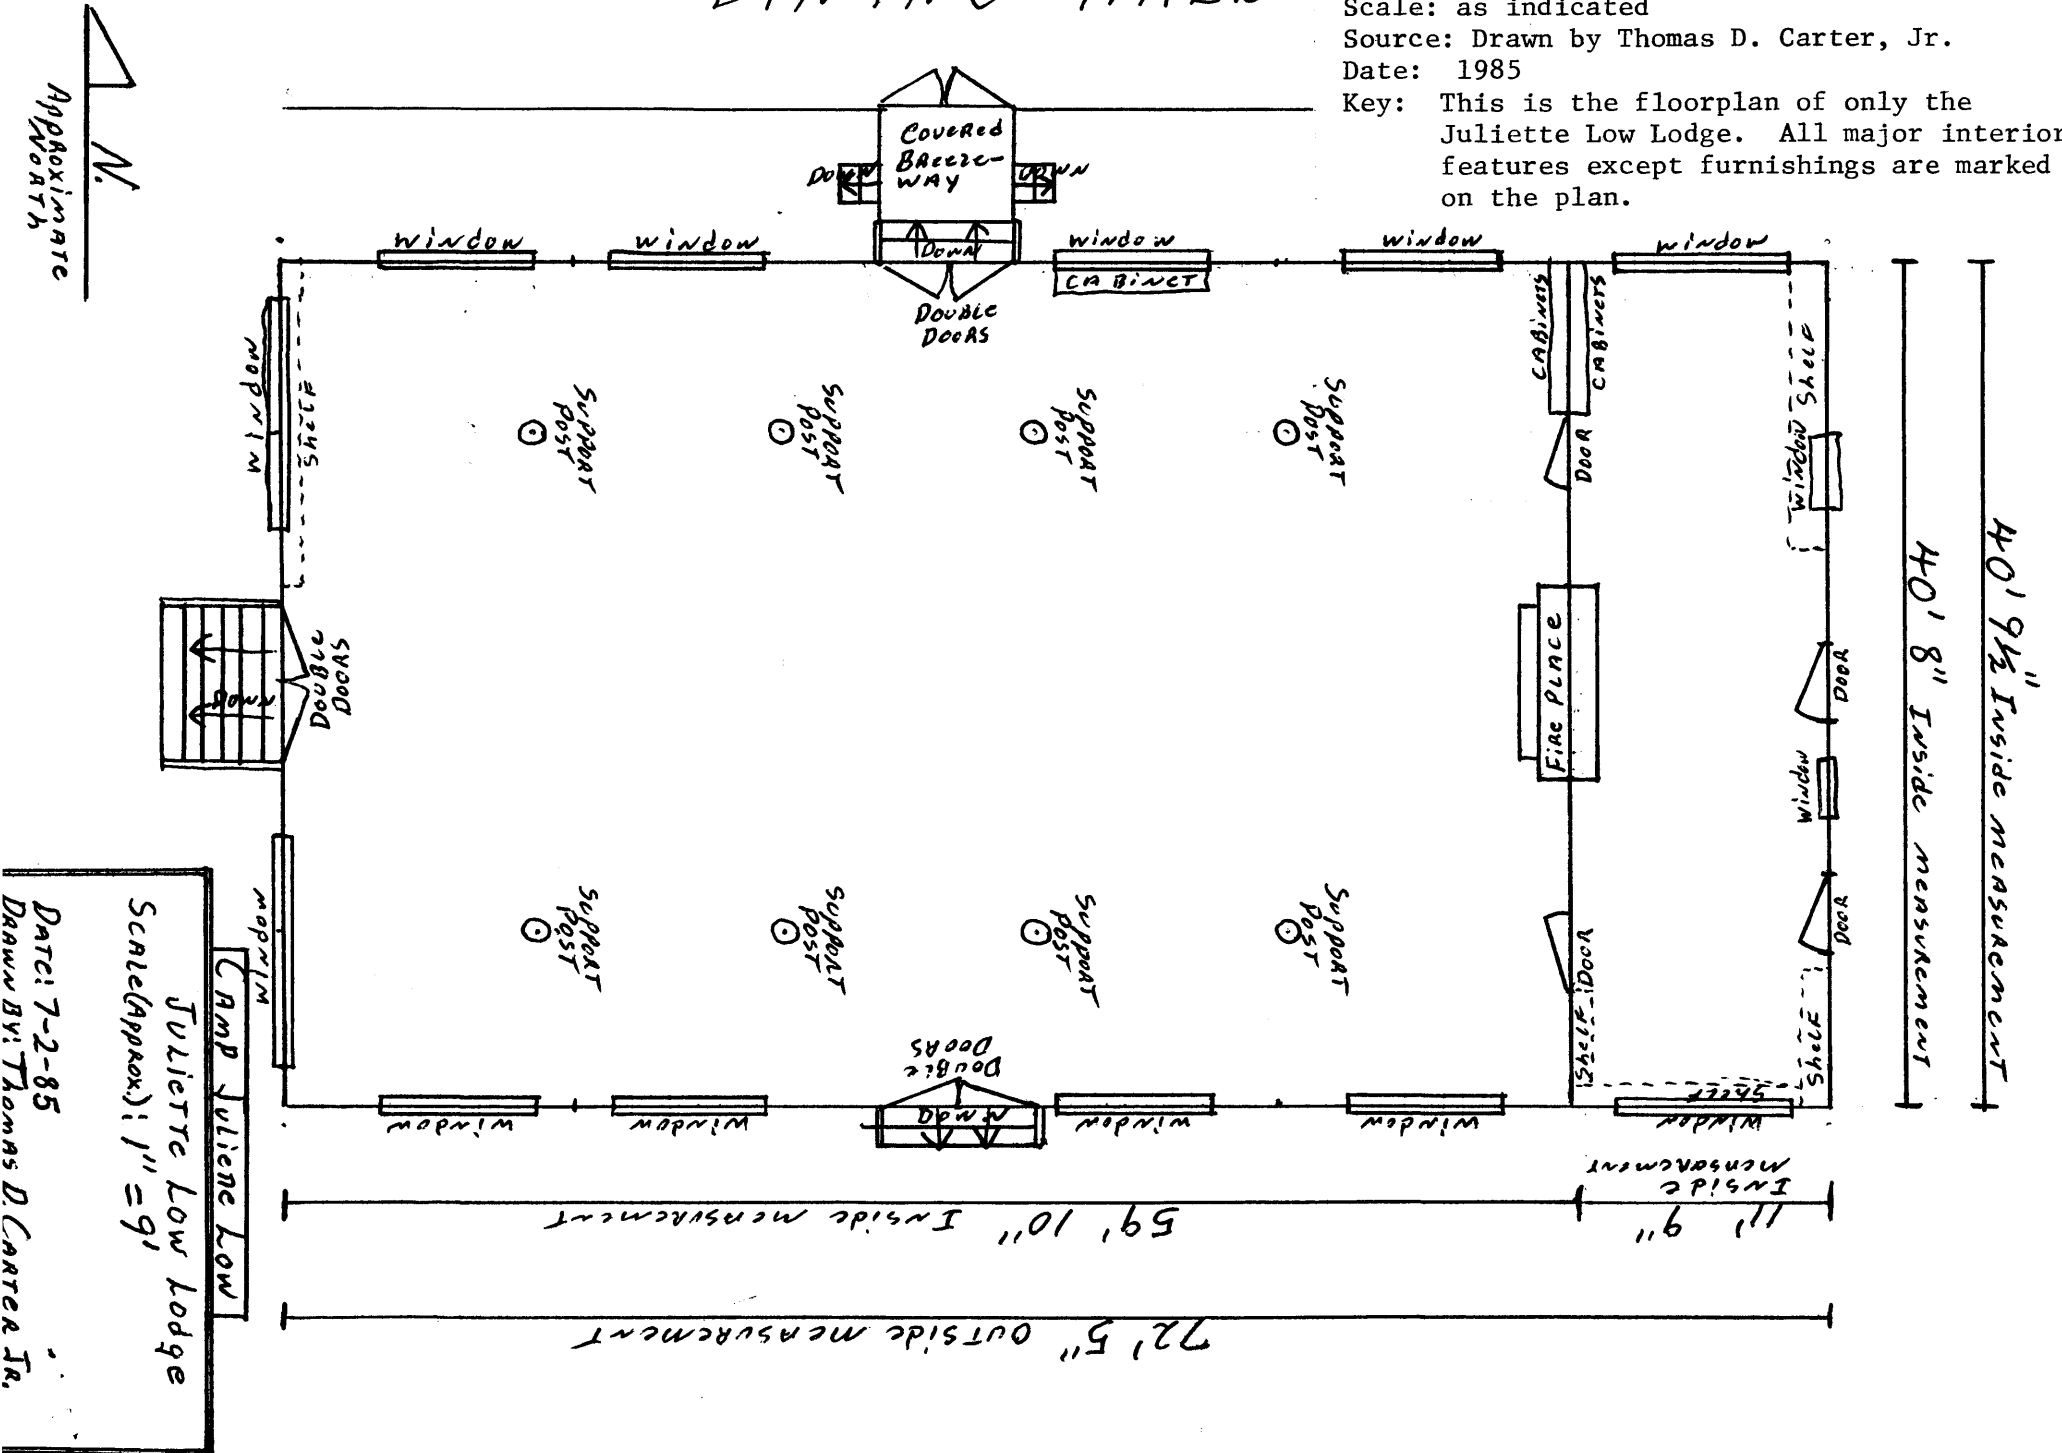 Scale: as indicated
Source: Drawn by Thomas D. Carter, Jr.
Date: 1985
Key: This is the floorplan of only the
Juliette Low Lodge. All major interior
features except furnishings are marked
on the plan.
N.
Approximate
North
Covered
Breeze-
way
Down
Down
Down
window
window
window
window
window
Cabinet
Double
Doors
Cabinets
Cabinets
Shelf
window
window
Shelf
Support
Post
Support
Post
Support
Post
Support
Post
Door
Double
Doors
Down
Fire Place
Door
window
Door
40' 8" Inside measurement
40' 9½" Inside measurement
window
Support
Post
Support
Post
Support
Post
Support
Post
Door
Shelf
Shelf
Shelf
Double
Doors
Down
window
window
window
window
window
Inside
measurement
11' 9"
59' 10" Inside measurement
72' 5" outside measurement
Camp Juliette Low
Juliette Low Lodge
Scale(Approx.): 1" = 9'
Date: 7-2-85
Drawn By: Thomas D. Carter Jr.